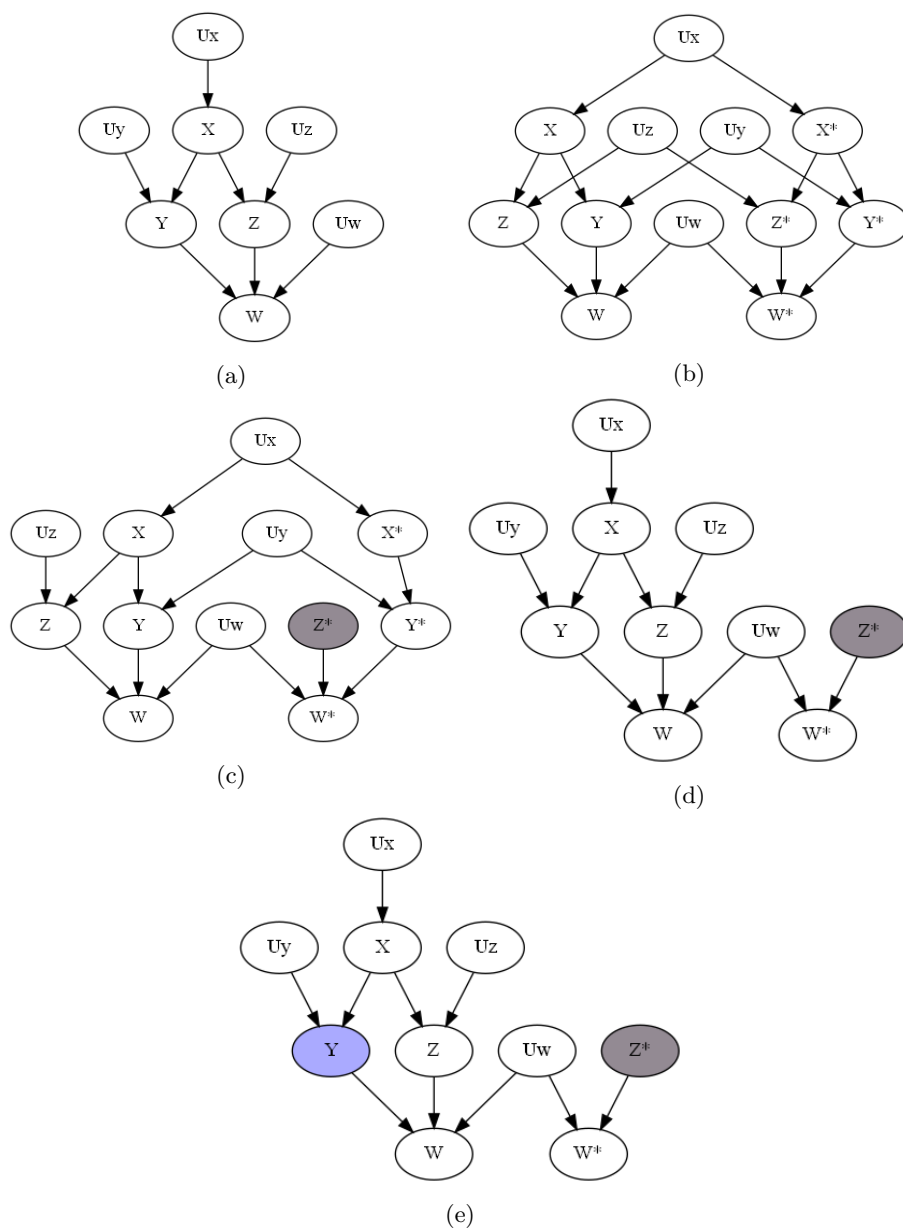 Ux
Uy X Uz
Y Z Uw
W
(a)
Ux
X Uz Uy X*
Z Y Uw Z* Y*
W W*
(b)
Ux
Uz X Uy X*
Z Y Uw Z* Y*
W W*
(c)
Ux
Uy X Uz
Y Z Uw Z*
W W*
(d)
Ux
Uy X Uz
Y Z Uw Z*
W W*
(e)